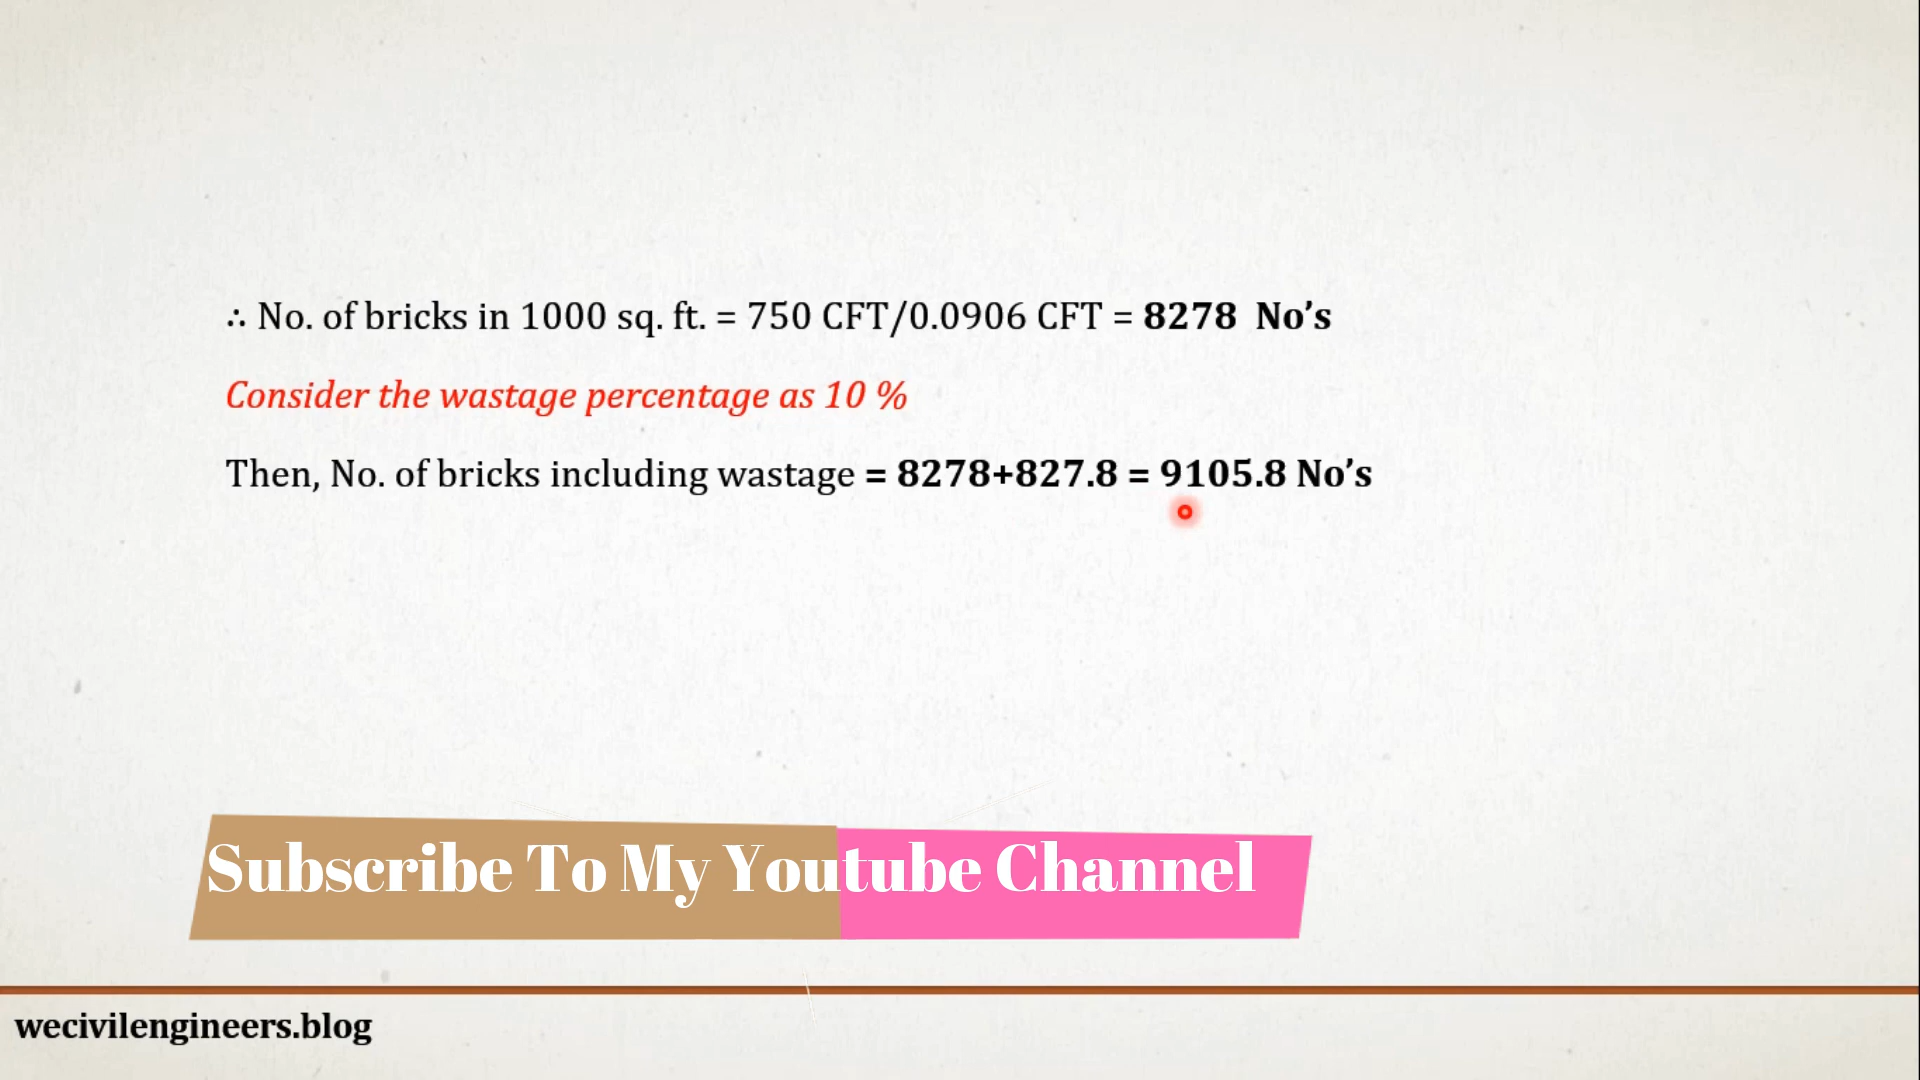 ∴ No. of bricks in 1000 sq. ft. = 750 CFT/0.0906 CFT = 8278  No’s
Consider the wastage percentage as 10 %
Then, No. of bricks including wastage = 8278+827.8 = 9105.8 No’s
Subscribe To My Youtube Channel
wecivilengineers.blog